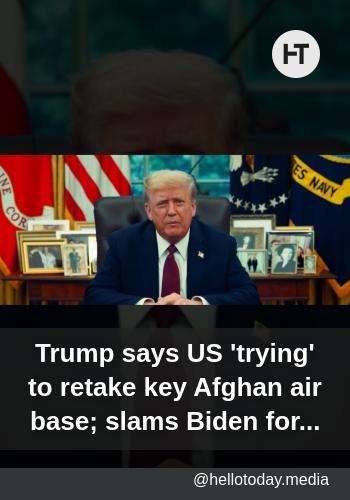 HT
INE COR
ES NAVY
Trump says US 'trying'
to retake key Afghan air
base; slams Biden for...
@hellotoday.media